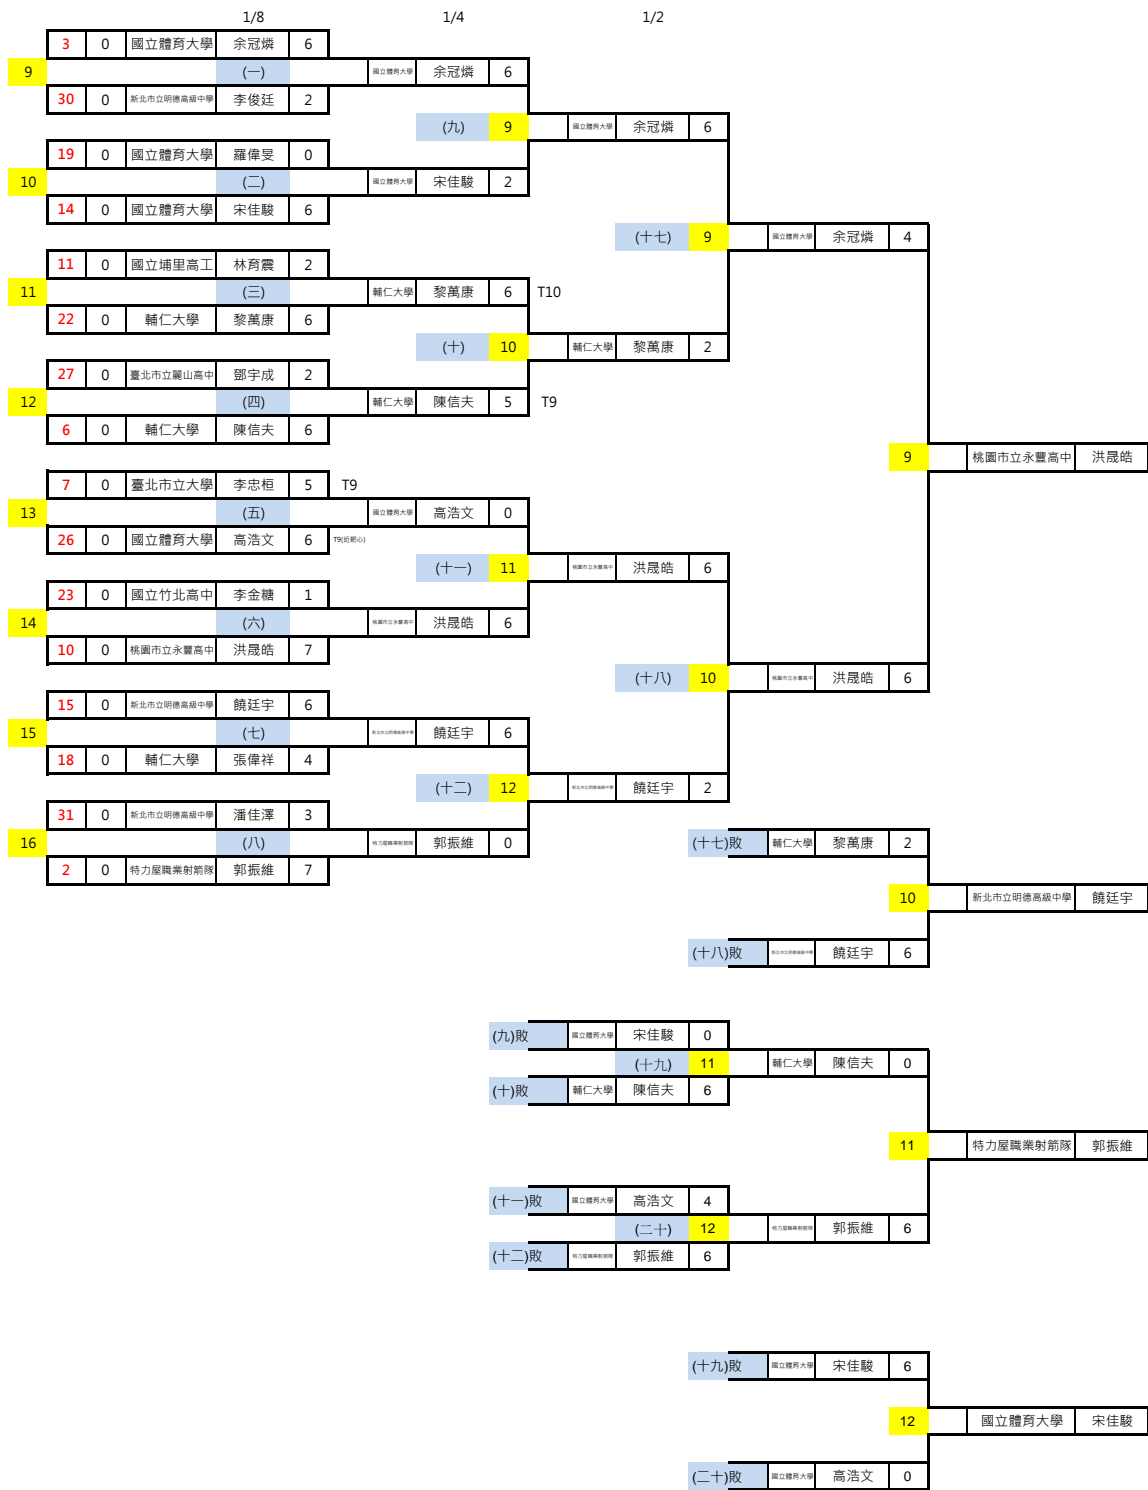 1/8 1/4 1/2
3 0 國立體育大學 余冠燐 6
9 (一) 國立體育大學 余冠燐 6
30 0 新北市立明德高級中學 李俊廷 2
(九) 9 國立體育大學 余冠燐 6
19 0 國立體育大學 羅偉旻 0
10 (二) 國立體育大學 宋佳駿 2
14 0 國立體育大學 宋佳駿 6
(十七) 9 國立體育大學 余冠燐 4
11 0 國立埔里高工 林育震 2
11 (三) 輔仁大學 黎萬康 6 T10
22 0 輔仁大學 黎萬康 6
(十) 10 輔仁大學 黎萬康 2
27 0 臺北市立麗山高中 鄧宇成 2
12 (四) 輔仁大學 陳信夫 5 T9
6 0 輔仁大學 陳信夫 6
9 桃園市立永豐高中 洪晟皓
7 0 臺北市立大學 李忠桓 5 T9
13 (五) 國立體育大學 高浩文 0
26 0 國立體育大學 高浩文 6 T9(近靶心)
(十一) 11 桃園市立永豐高中 洪晟皓 6
23 0 國立竹北高中 李金糖 1
14 (六) 桃園市立永豐高中 洪晟皓 6
10 0 桃園市立永豐高中 洪晟皓 7
(十八) 10 桃園市立永豐高中 洪晟皓 6
15 0 新北市立明德高級中學 饒廷宇 6
15 (七) 新北市立明德高級中學 饒廷宇 6
18 0 輔仁大學 張偉祥 4
(十二) 12 新北市立明德高級中學 饒廷宇 2
31 0 新北市立明德高級中學 潘佳澤 3
16 (八) 特力屋職業射箭隊 郭振維 0
(十七)敗 輔仁大學 黎萬康 2
2 0 特力屋職業射箭隊 郭振維 7
10 新北市立明德高級中學 饒廷宇
(十八)敗 新北市立明德高級中學 饒廷宇 6
(九)敗 國立體育大學 宋佳駿 0
(十九) 11 輔仁大學 陳信夫 0
(十)敗 輔仁大學 陳信夫 6
11 特力屋職業射箭隊 郭振維
(十一)敗 國立體育大學 高浩文 4
(二十) 12 特力屋職業射箭隊 郭振維 6
(十二)敗 特力屋職業射箭隊 郭振維 6
(十九)敗 國立體育大學 宋佳駿 6
12 國立體育大學 宋佳駿
(二十)敗 國立體育大學 高浩文 0